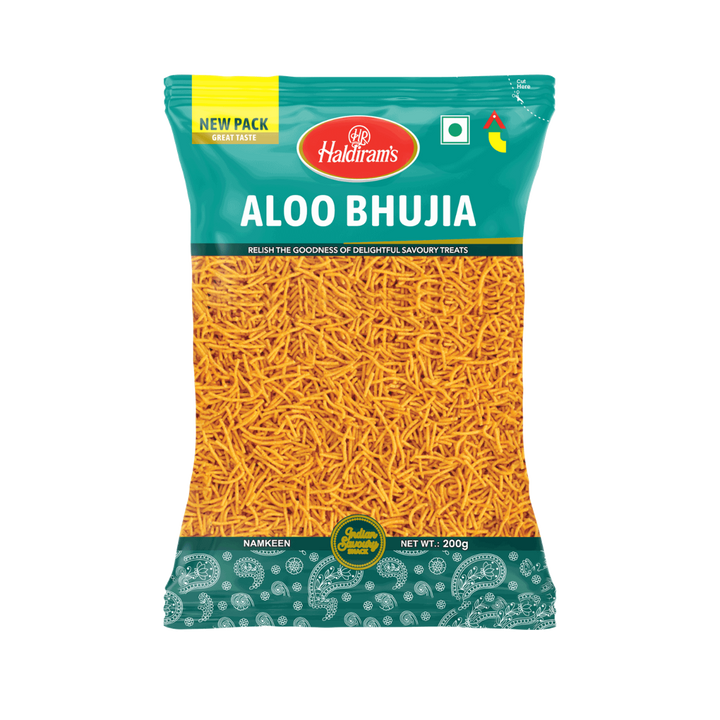 Cut
Here
NEW PACK
GREAT TASTE
HR
Haldiram's
ALOO BHUJIA
RELISH THE GOODNESS OF DELIGHTFUL SAVOURY TREATS
NAMKEEN
Indian
Savoury
SNACK
NET WT.: 200g